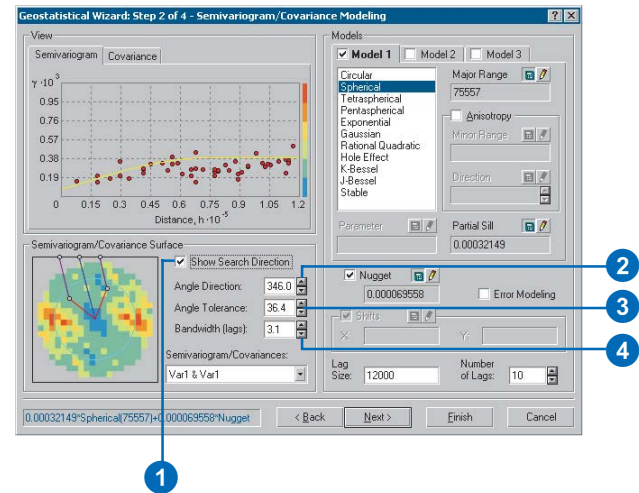 Geostatistical Wizard: Step 2 of 4 - Semivariogram/Covariance Modeling
View
Semivariogram
Covariance
γ·10³
0.95
0.76
0.57
0.38
0.19
0
0.15
0.3
0.45
0.6
0.75
0.9
1.05
1.2
Distance, h·10⁻⁵
Models
Model 1
Model 2
Model 3
Circular
Spherical
Tetraspherical
Pentaspherical
Exponential
Gaussian
Rational Quadratic
Hole Effect
K-Bessel
J-Bessel
Stable
Major Range
75557
Anisotropy
Minor Range
Direction
Parameter
Partial Sill
0.00032149
Semivariogram/Covariance Surface
Show Search Direction
Angle Direction: 346.0
Angle Tolerance: 36.4
Bandwidth (lags): 3.1
Semivariogram/Covariances:
Var1 & Var1
Nugget
0.000069558
Error Modeling
Shifts
X:
Y:
Lag Size: 12000
Number of Lags: 10
0.00032149*Spherical(75557)+0.000069558*Nugget
< Back
Next >
Finish
Cancel
1
2
3
4